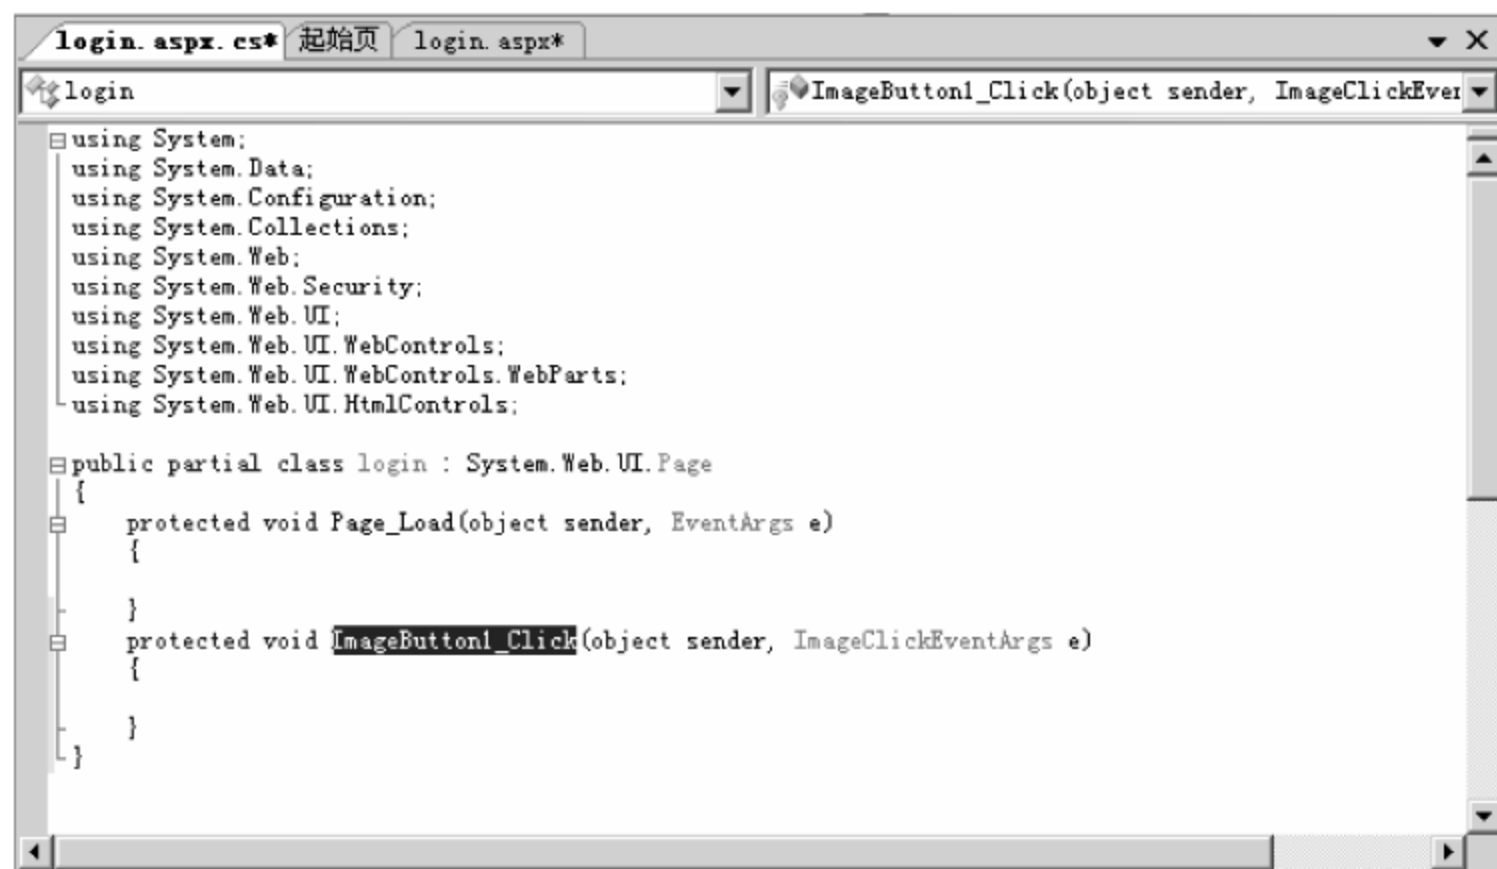 login.aspx.cs* 起始页 login.aspx*
login ImageButton1_Click(object sender, ImageClickEver
using System;
using System.Data;
using System.Configuration;
using System.Collections;
using System.Web;
using System.Web.Security;
using System.Web.UI;
using System.Web.UI.WebControls;
using System.Web.UI.WebControls.WebParts;
using System.Web.UI.HtmlControls;
public partial class login : System.Web.UI.Page
{
protected void Page_Load(object sender, EventArgs e)
{
}
protected void ImageButton1_Click(object sender, ImageClickEventArgs e)
{
}
}